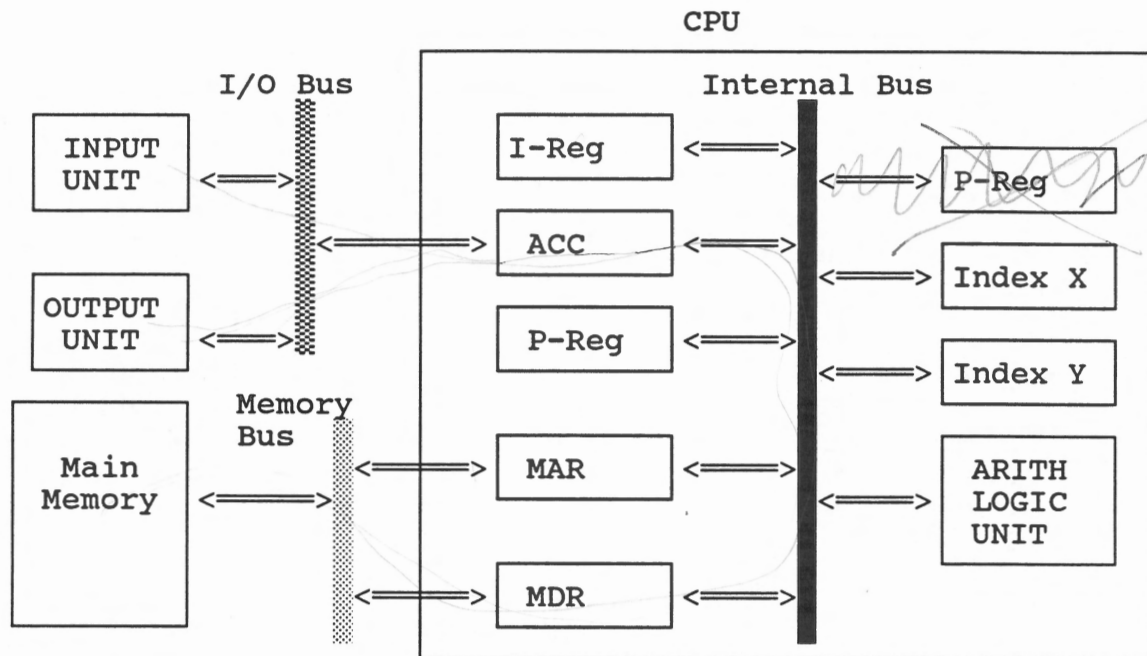 CPU
I/O Bus
Internal Bus
INPUT
UNIT
I-Reg
P-Reg
ACC
Index X
OUTPUT
UNIT
P-Reg
Index Y
Memory
Bus
Main
Memory
MAR
ARITH
LOGIC
UNIT
MDR